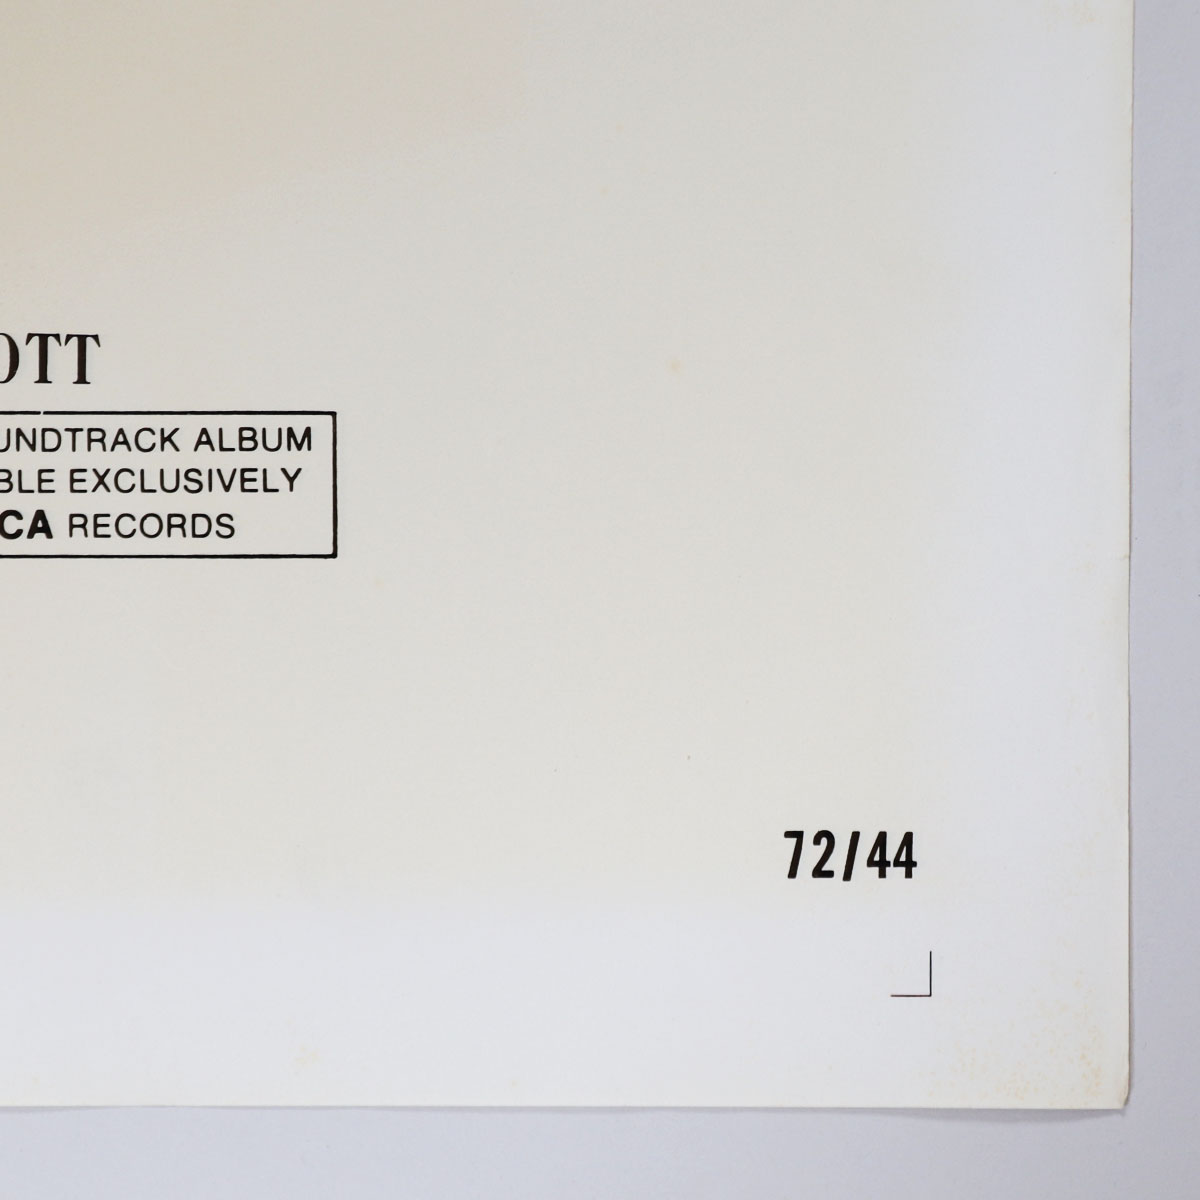 OTT
UNDTRACK ALBUM
BLE EXCLUSIVELY
CA RECORDS
72/44